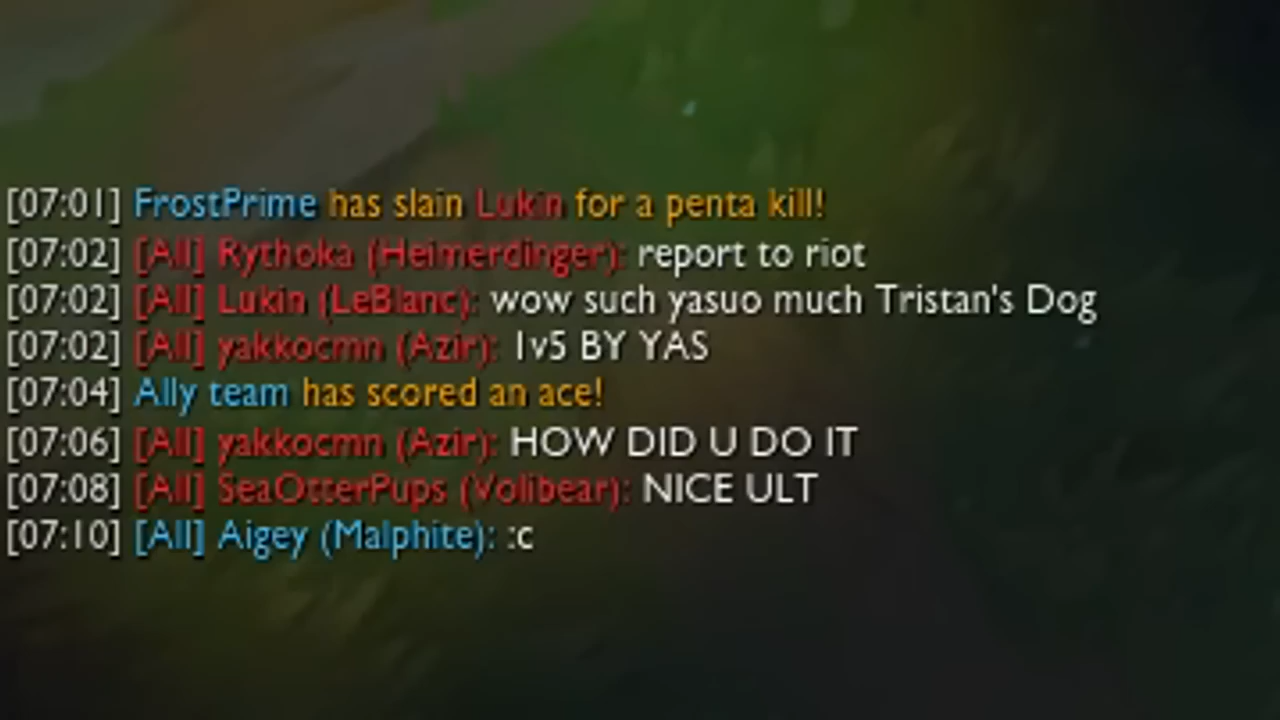 [07:01] FrostPrime has slain Lukin for a penta kill!
[07:02] [All] Rythoka (Heimerdinger): report to riot
[07:02] [All] Lukin (LeBlanc): wow such yasuo much Tristan's Dog
[07:02] [All] yakkocmn (Azir): 1v5 BY YAS
[07:04] Ally team has scored an ace!
[07:06] [All] yakkocmn (Azir): HOW DID U DO IT
[07:08] [All] SeaOtterPups (Volibear): NICE ULT
[07:10] [All] Aigey (Malphite): :c